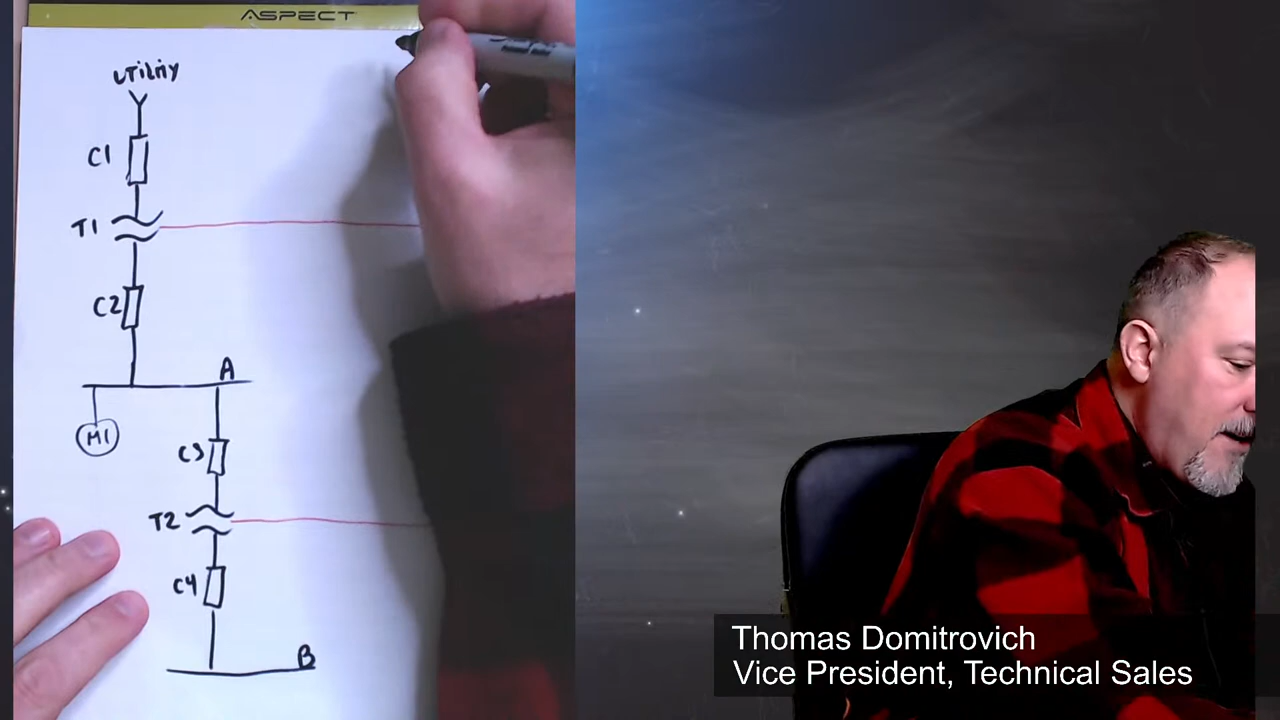 ASPECT
Utility
C1
T1
C2
A
M1
C3
T2
C4
B
Thomas Domitrovich
Vice President, Technical Sales